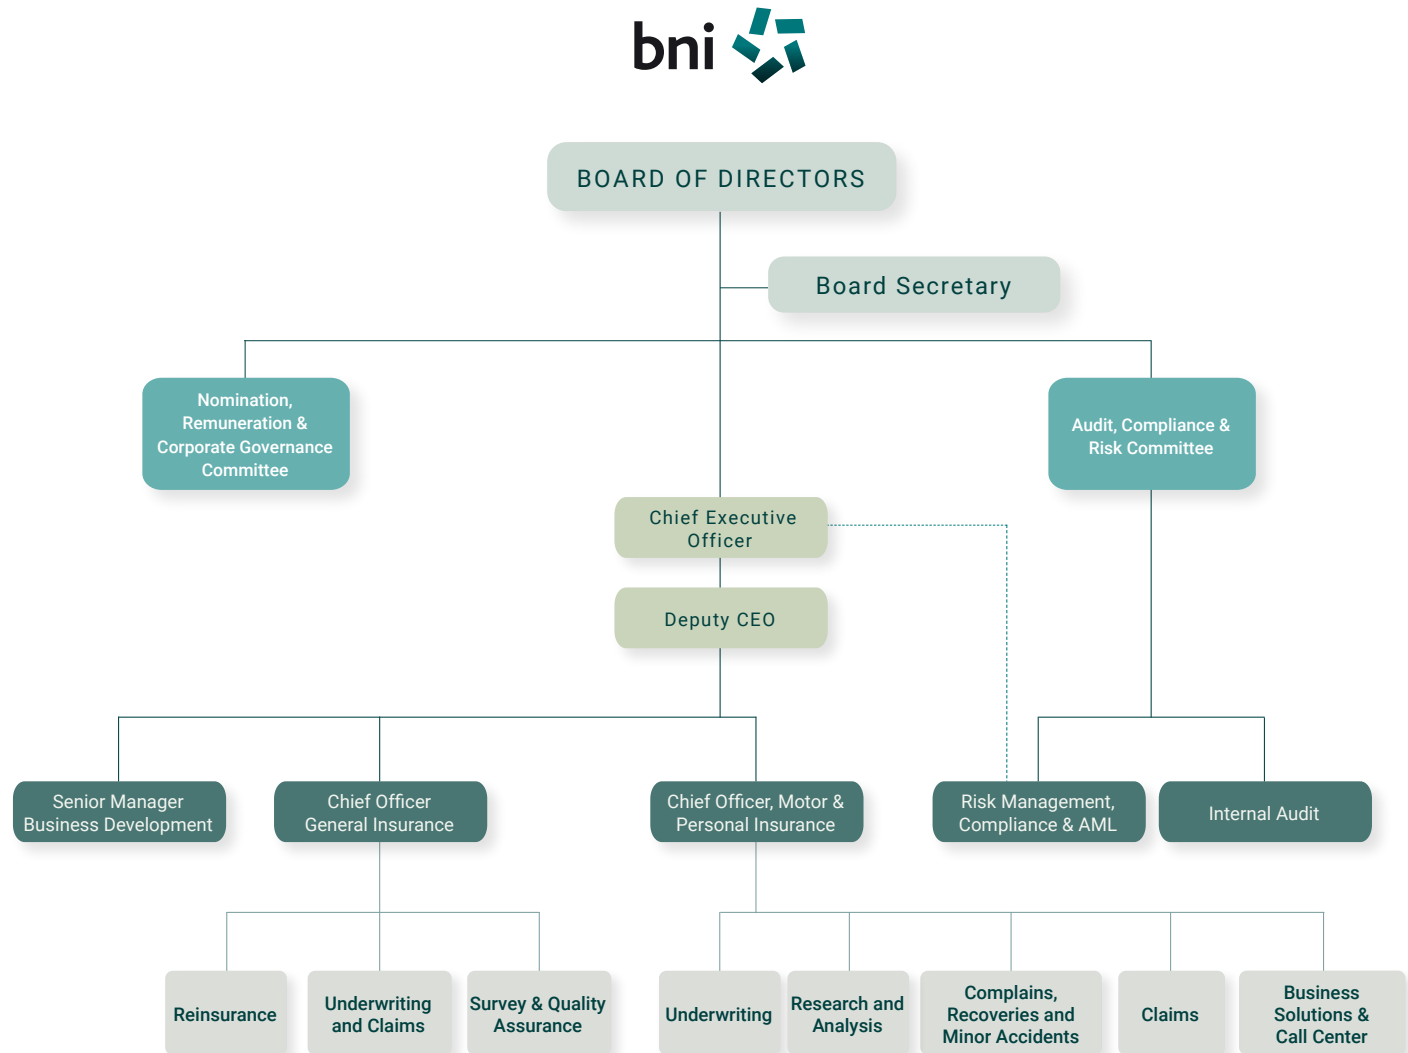 bni
BOARD OF DIRECTORS
Board Secretary
Nomination,
Remuneration &
Corporate Governance
Committee
Audit, Compliance &
Risk Committee
Chief Executive
Officer
Deputy CEO
Senior Manager
Business Development
Chief Officer
General Insurance
Chief Officer, Motor &
Personal Insurance
Risk Management,
Compliance & AML
Internal Audit
Reinsurance
Underwriting
and Claims
Survey & Quality
Assurance
Underwriting
Research and
Analysis
Complains,
Recoveries and
Minor Accidents
Claims
Business
Solutions &
Call Center